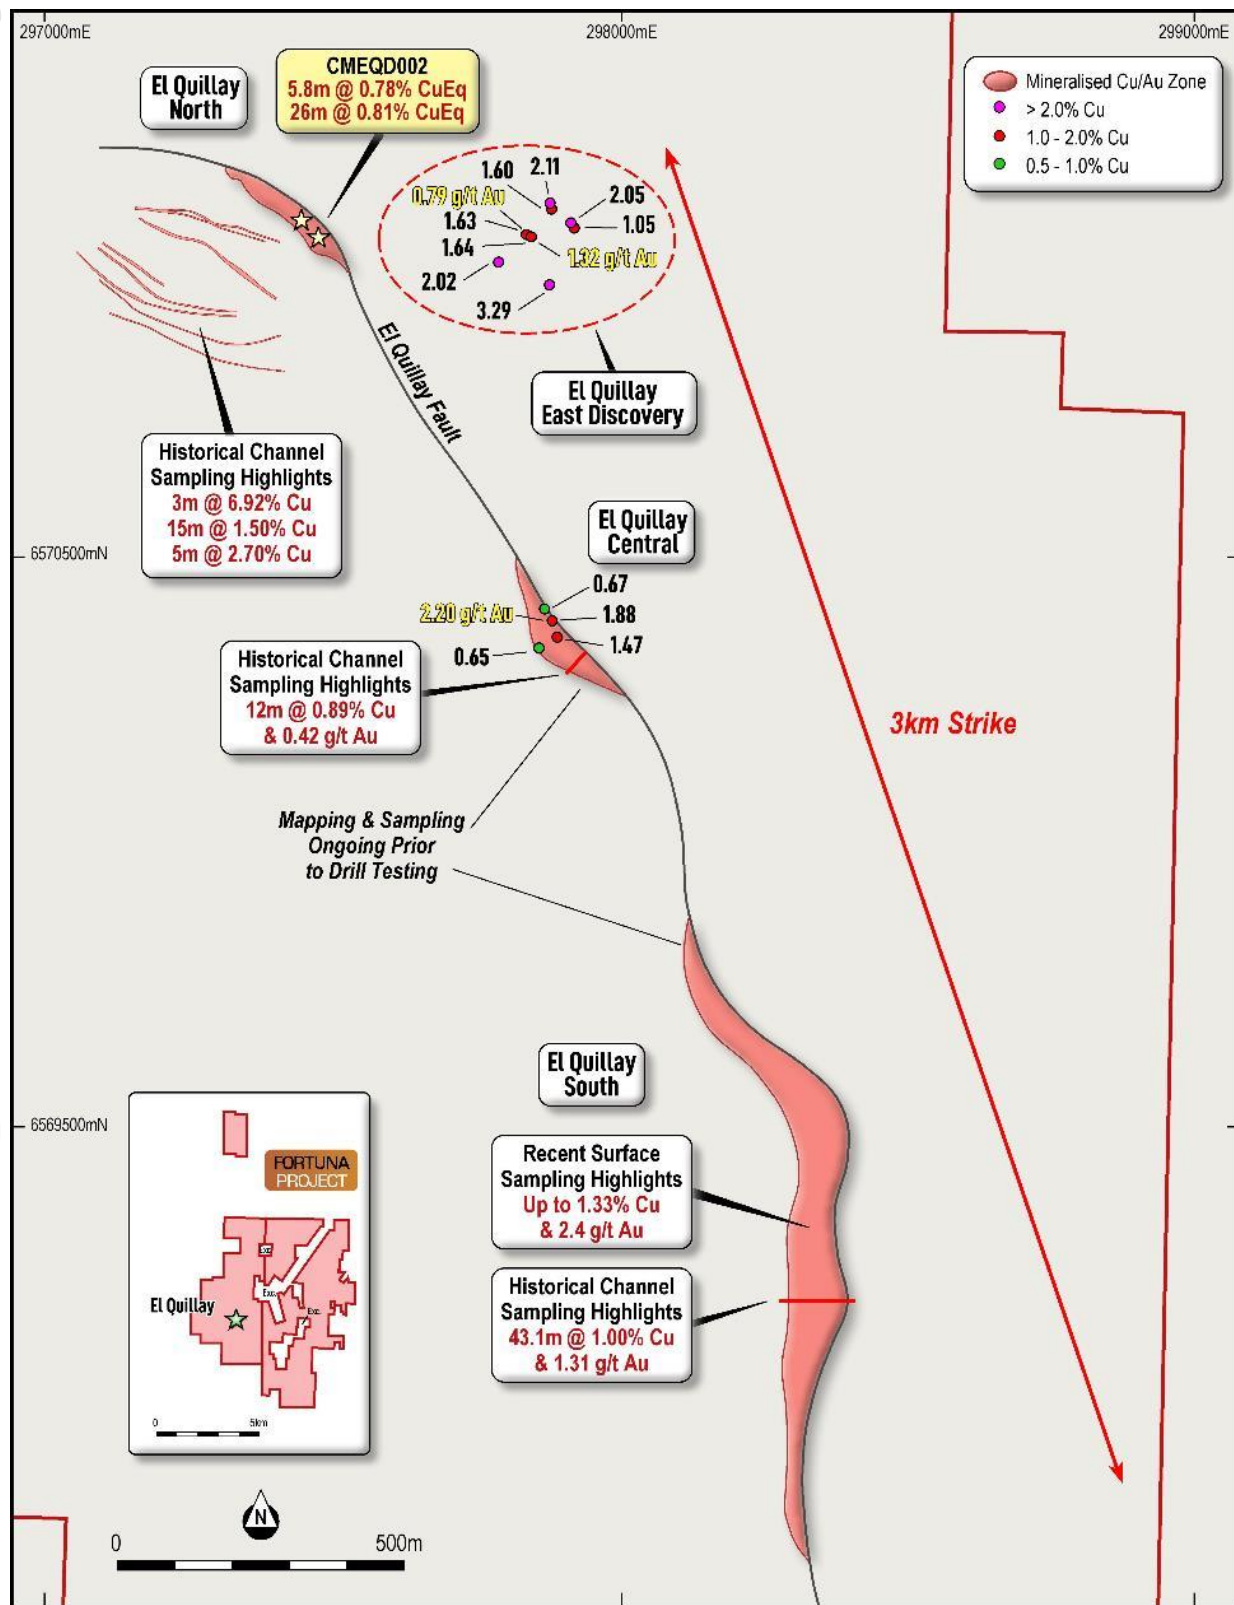 297000mE
298000mE
299000mE
El Quillay
North
CMEQD002
5.8m @ 0.78% CuEq
26m @ 0.81% CuEq
Mineralised Cu/Au Zone
> 2.0% Cu
1.0 - 2.0% Cu
0.5 - 1.0% Cu
1.60
2.11
0.79 g/t Au
2.05
1.63
1.05
1.64
1.32 g/t Au
2.02
3.29
El Quillay Fault
El Quillay
East Discovery
Historical Channel
Sampling Highlights
3m @ 6.92% Cu
15m @ 1.50% Cu
5m @ 2.70% Cu
El Quillay
Central
6570500mN
0.67
2.20 g/t Au
1.88
1.47
0.65
Historical Channel
Sampling Highlights
12m @ 0.89% Cu
& 0.42 g/t Au
3km Strike
Mapping & Sampling
Ongoing Prior
to Drill Testing
El Quillay
South
6569500mN
Recent Surface
Sampling Highlights
Up to 1.33% Cu
& 2.4 g/t Au
Historical Channel
Sampling Highlights
43.1m @ 1.00% Cu
& 1.31 g/t Au
FORTUNA
PROJECT
Exc.
Exc.
Exc.
El Quillay
0
5km
N
0
500m